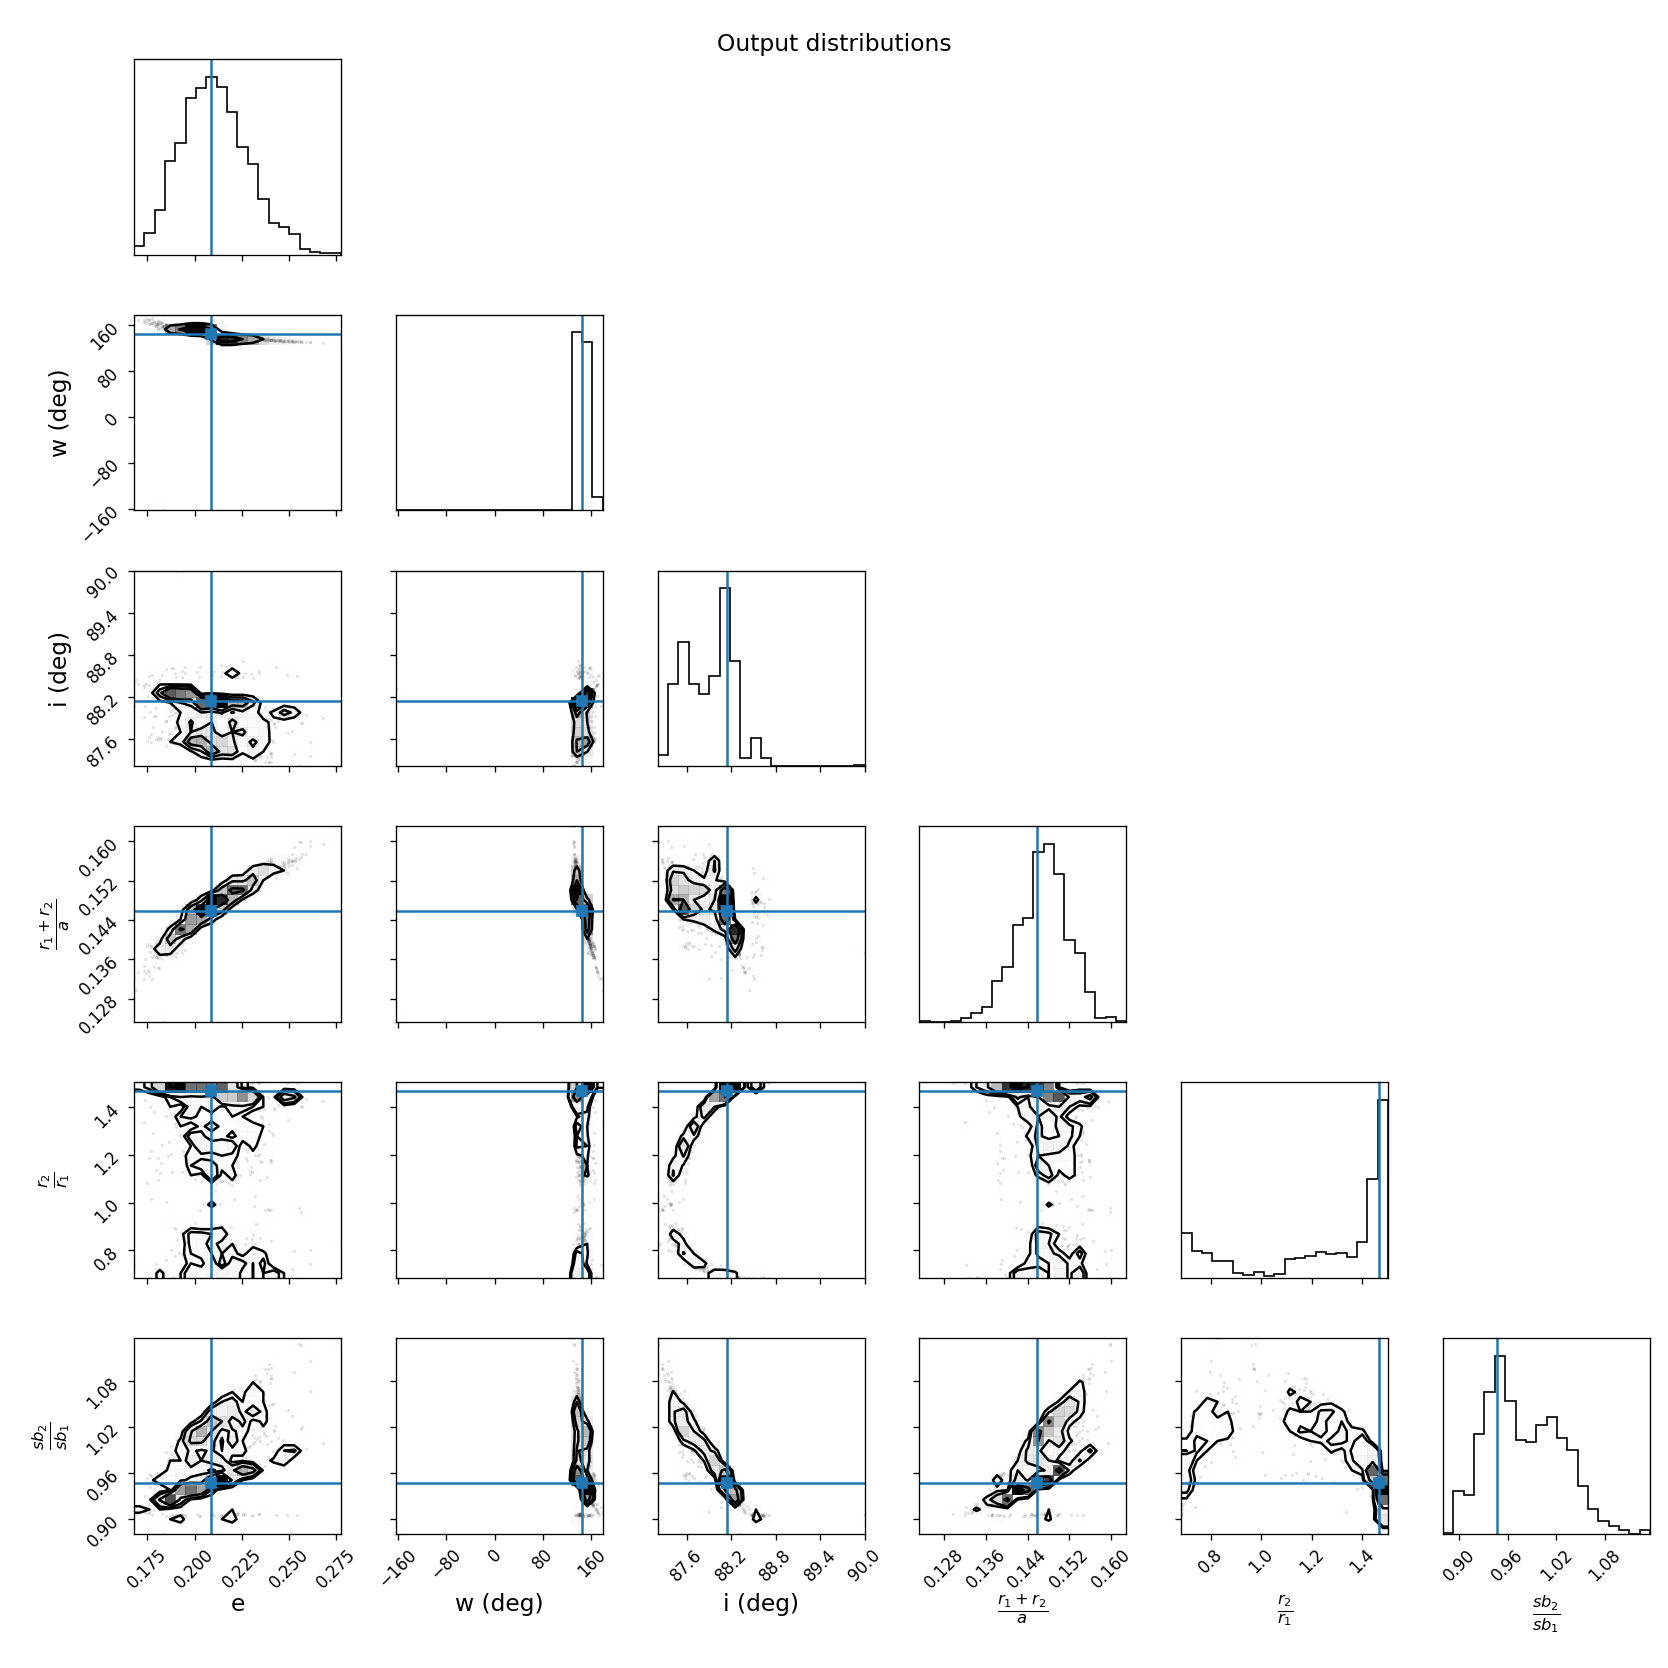 Output distributions
w (deg)
160
80
0
−80
−160
i (deg)
90.0
89.4
88.8
88.2
87.6
r₁ + r₂
a
0.160
0.152
0.144
0.136
0.128
r₂
r₁
1.4
1.2
1.0
0.8
sb₂
sb₁
1.08
1.02
0.96
0.90
0.175 0.200 0.225 0.250 0.275
e
−160 −80 0 80 160
w (deg)
87.6 88.2 88.8 89.4 90.0
i (deg)
0.128 0.136 0.144 0.152 0.160
r₁ + r₂
a
0.8 1.0 1.2 1.4
r₂
r₁
0.90 0.96 1.02 1.08
sb₂
sb₁